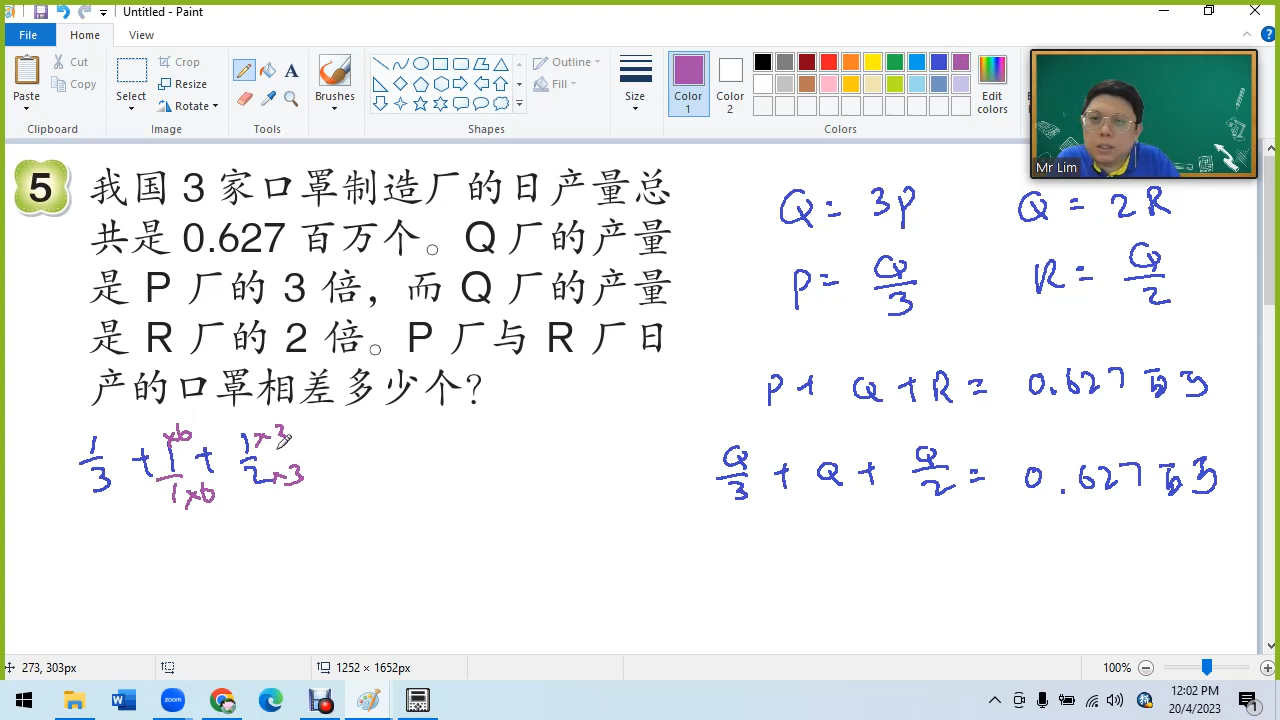 Untitled - Paint
File Home View
Cut
Crop
Outline
Copy
Resize
Fill
Paste
Select
Rotate
Brushes
Size
Color 1
Color 2
Edit colors
Clipboard
Image
Tools
Shapes
Colors
Mr Lim
5
我国 3 家口罩制造厂的日产量总
共是 0.627 百万个。Q 厂的产量
是 P 厂的 3 倍，而 Q 厂的产量
是 R 厂的 2 倍。P 厂与 R 厂日
产的口罩相差多少个？
Q = 3P
Q = 2R
P = Q/3
R = Q/2
P + Q + R = 0.627 百万
Q/3 + Q + Q/2 = 0.627 百万
1/3 + 1×6/1×6 + 1×3/2×3
273, 303px
1252 × 1652px
100%
zoom
12:02 PM
20/4/2023